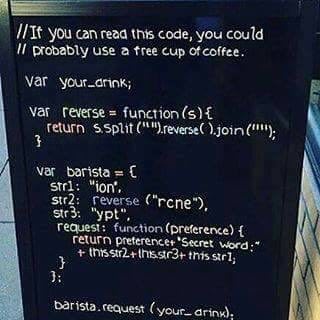 //If you can read this code, you could
// probably use a free cup of coffee.
var your_drink;
var reverse = function(s){
return s.split("").reverse().join("");
}
var barista = {
str1: "ion",
str2: reverse ("rcne"),
str3: "ypt",
request: function(preference) {
return preference+"Secret word:"
+ this.str2+this.str3+this.str1;
}
};
barista.request (your_drink);